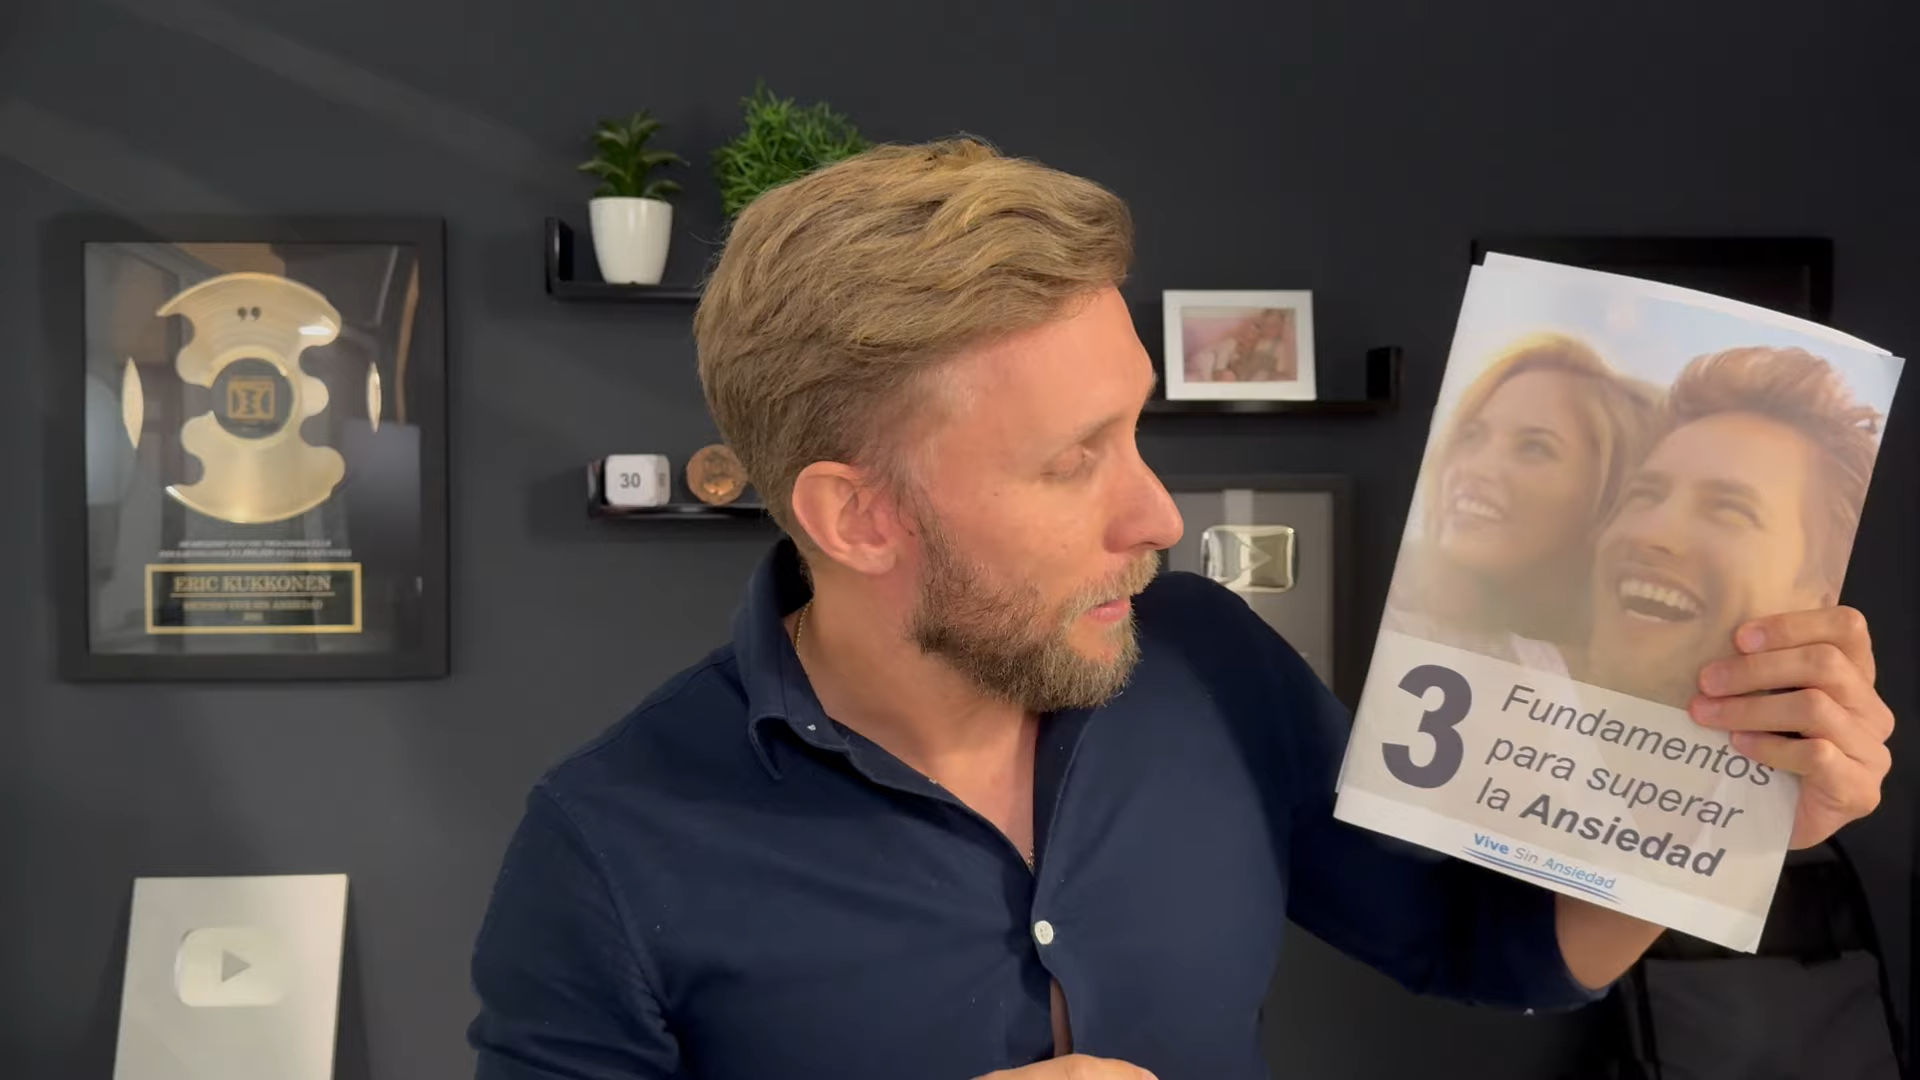 ERIC KUKKONEN
30
3
Fundamentos
para superar
la Ansiedad
Vive Sin Ansiedad